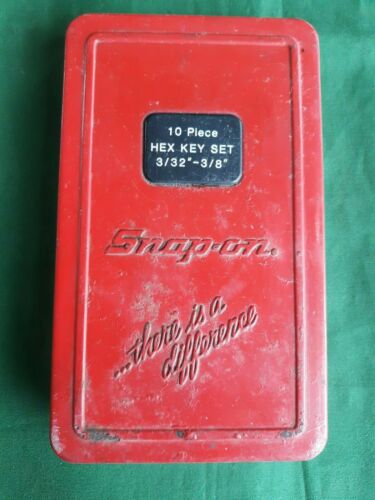 10 Piece
HEX KEY SET
3/32"-3/8"
Snap-on.
...there is a
difference